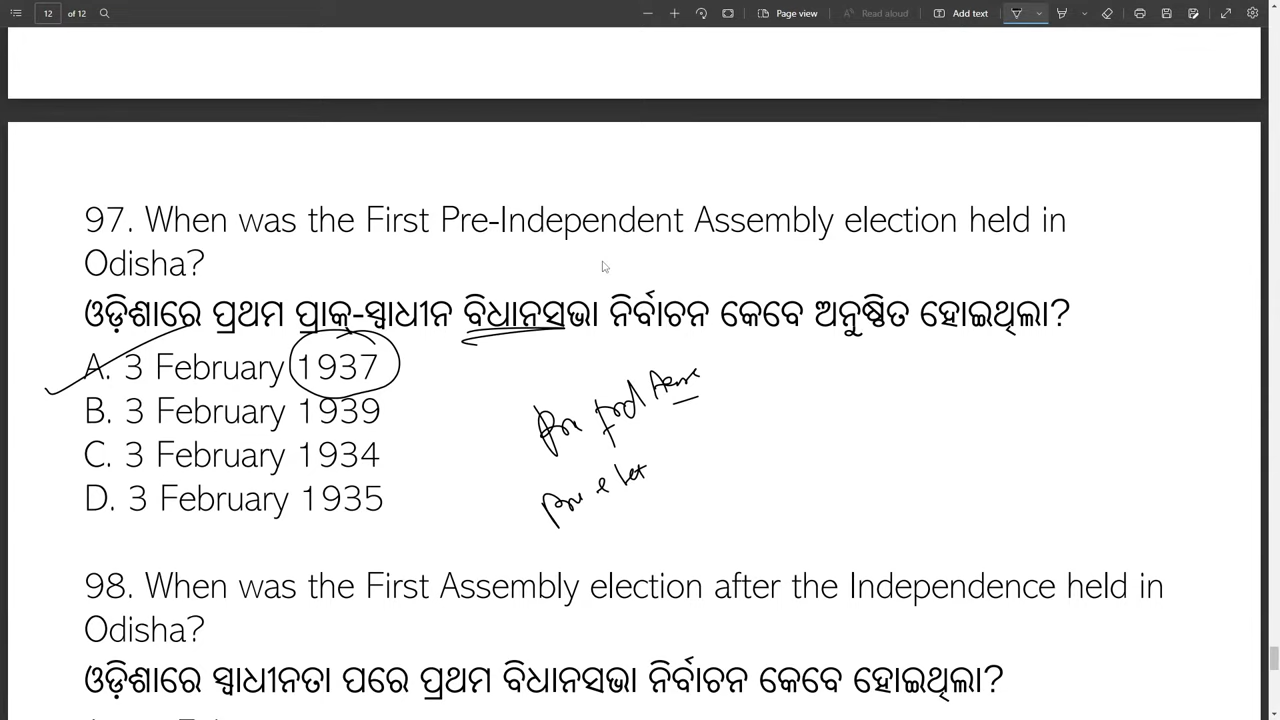 12 of 12 Page view Read aloud Add text
97. When was the First Pre-Independent Assembly election held in
Odisha?
ଓଡ଼ିଶାରେ ପ୍ରଥମ ପ୍ରାକ୍-ସ୍ୱାଧୀନ ବିଧାନସଭା ନିର୍ବାଚନ କେବେ ଅନୁଷ୍ଠିତ ହୋଇଥିଲା?
A. 3 February 1937
B. 3 February 1939
C. 3 February 1934
D. 3 February 1935
98. When was the First Assembly election after the Independence held in
Odisha?
ଓଡ଼ିଶାରେ ସ୍ୱାଧୀନତା ପରେ ପ୍ରଥମ ବିଧାନସଭା ନିର୍ବାଚନ କେବେ ହୋଇଥିଲା?